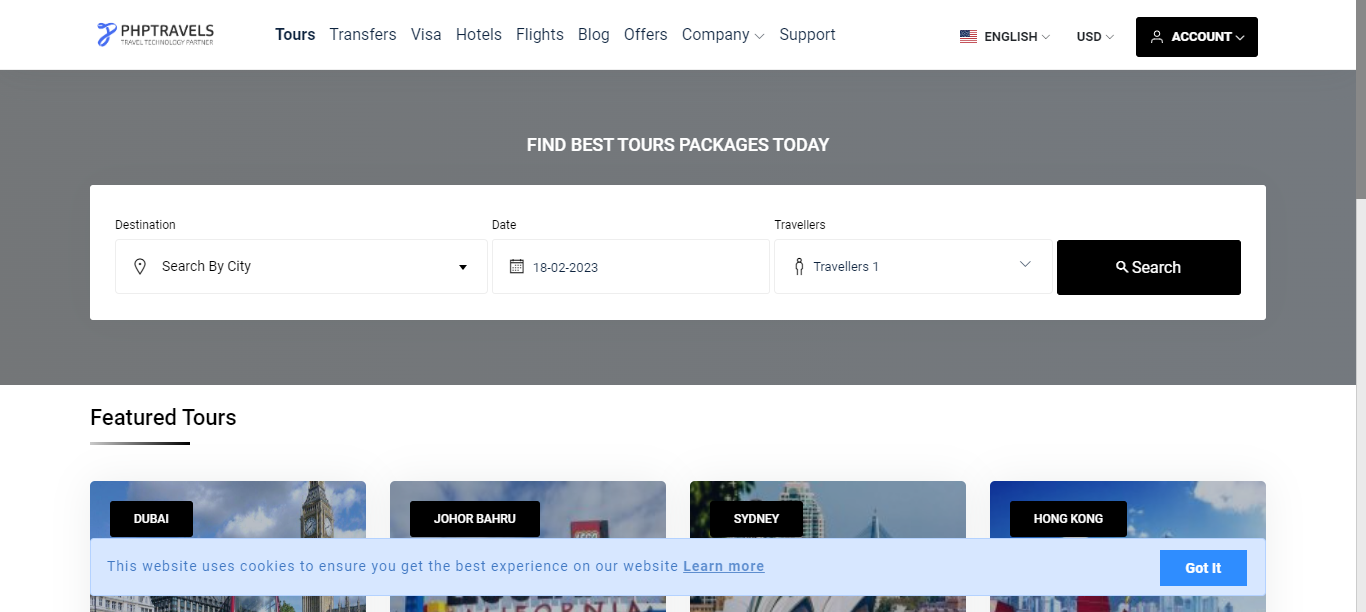 PHPTRAVELS
TRAVEL TECHNOLOGY PARTNER
Tours Transfers Visa Hotels Flights Blog Offers Company Support
ENGLISH USD ACCOUNT
FIND BEST TOURS PACKAGES TODAY
Destination Date Travellers
Search By City 18-02-2023 Travellers 1 Search
Featured Tours
DUBAI JOHOR BAHRU SYDNEY HONG KONG
This website uses cookies to ensure you get the best experience on our website Learn more Got It